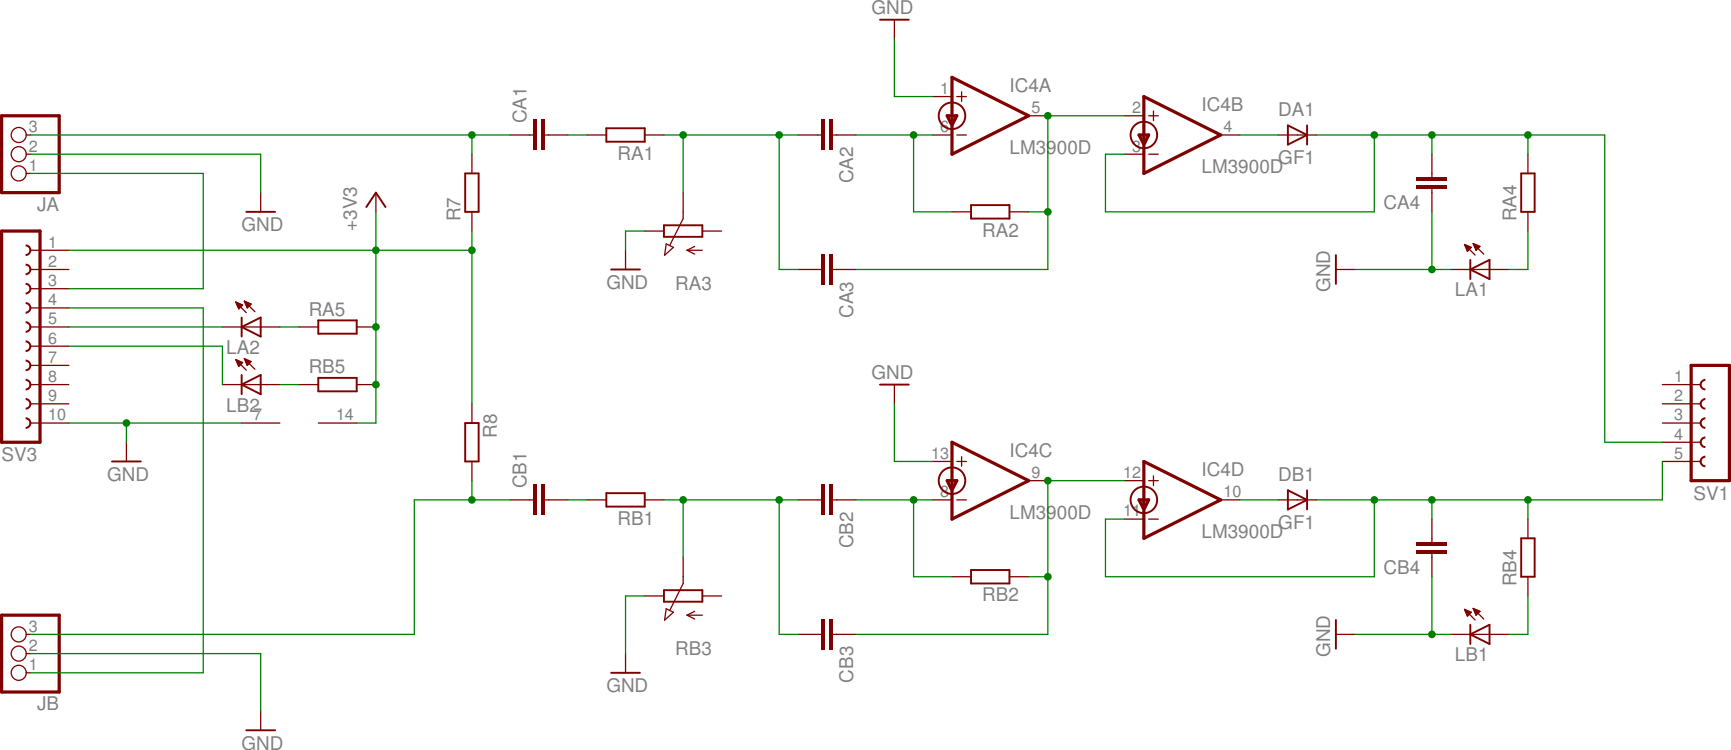 GND
CA1
1
IC4A
5
2
IC4B
DA1
3
2
1
JA
6
LM3900D
4
3
LM3900D
GF1
RA1
CA2
R7
+3V3
GND
RA2
CA4
RA4
GND
RA3
CA3
GND
LA1
1
2
3
4
5
6
7
8
9
10
SV3
LA2
RA5
LB2
RB5
7
14
GND
R8
GND
13
IC4C
9
12
IC4D
DB1
CB1
8
LM3900D
10
11
LM3900D
GF1
1
2
3
4
5
SV1
RB1
CB2
RB2
CB4
RB4
3
2
1
JB
GND
RB3
CB3
GND
LB1
GND